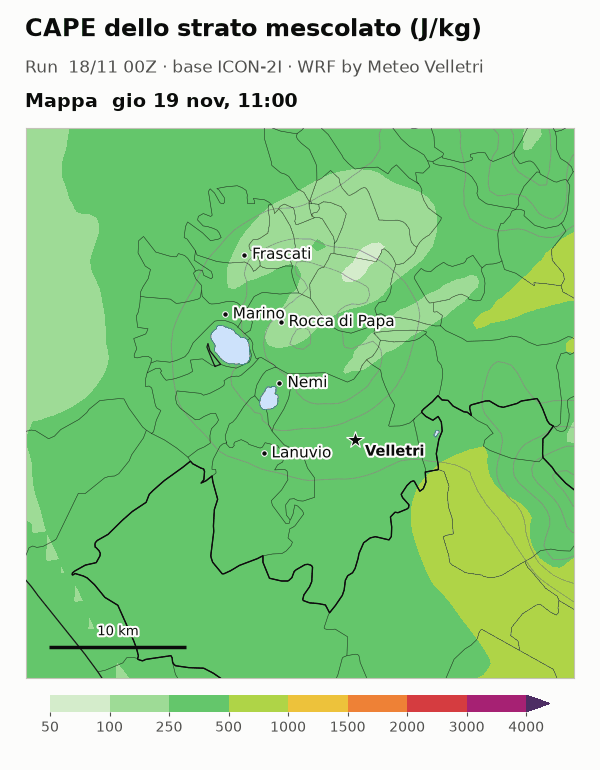 CAPE dello strato mescolato (J/kg)
Run 18/11 00Z · base ICON-2I · WRF by Meteo Velletri
Mappa gio 19 nov, 11:00
Frascati
Marino
Rocca di Papa
Nemi
Velletri
Lanuvio
10 km
50 100 250 500 1000 1500 2000 3000 4000